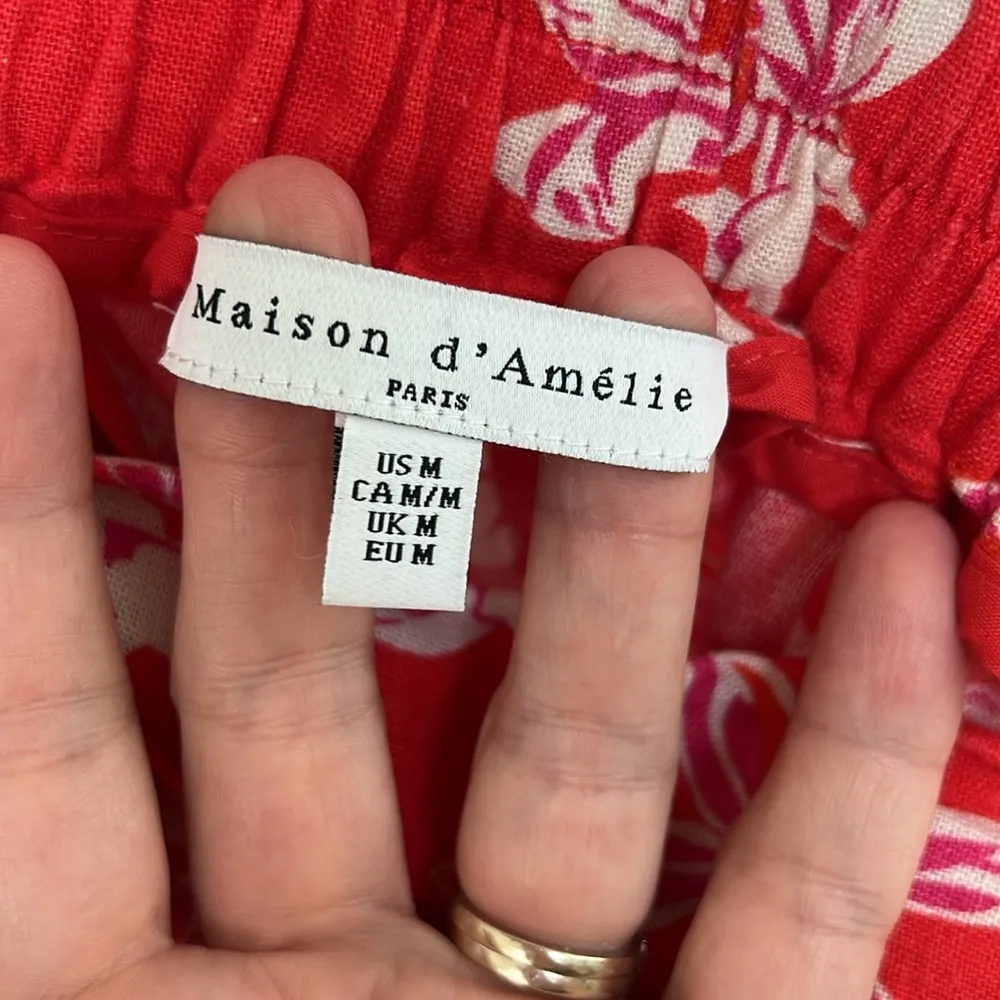 Maison d'Amélie
PARIS
US M
CA M/M
UK M
EU M